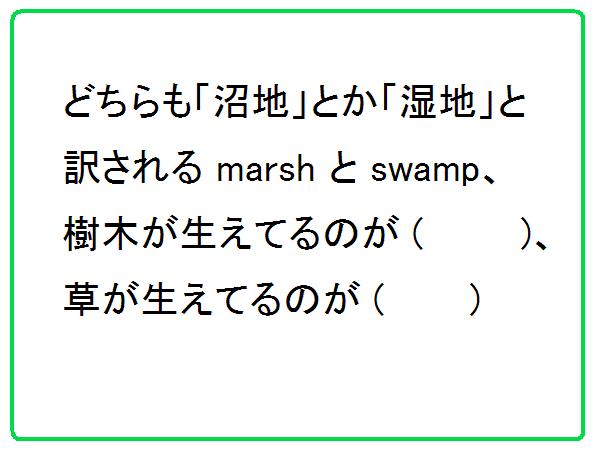 どちらも「沼地」とか「湿地」と
訳される marsh と swamp、
樹木が生えてるのが (　　　)、
草が生えてるのが (　　　)